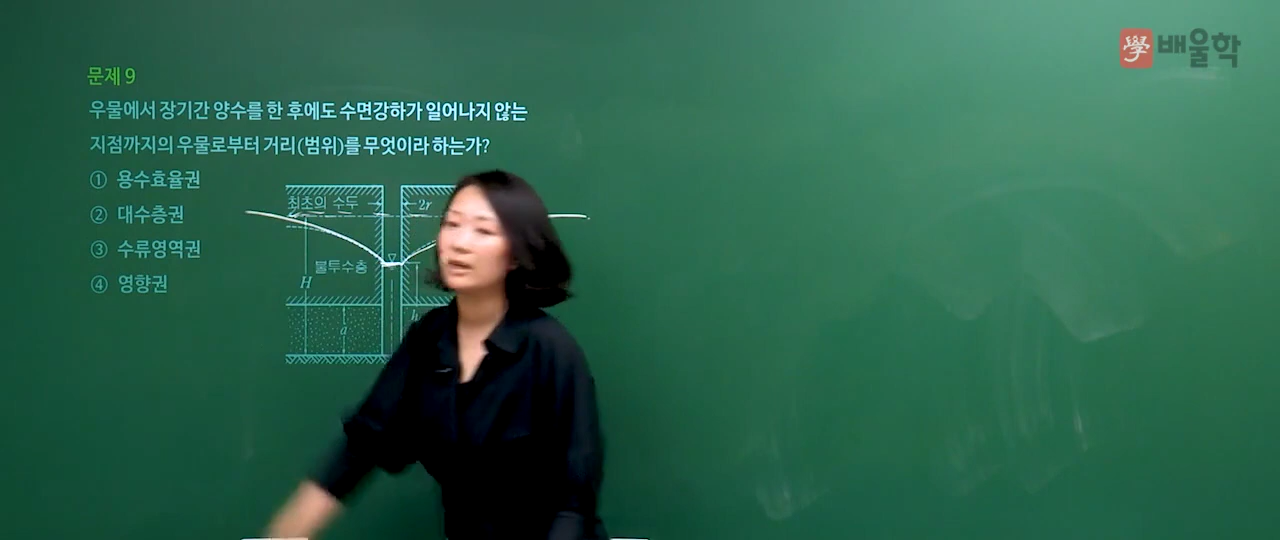 學 배울학
문제 9
우물에서 장기간 양수를 한 후에도 수면강하가 일어나지 않는
지점까지의 우물로부터 거리(범위)를 무엇이라 하는가?
① 용수효율권
② 대수층권
③ 수류영역권
④ 영향권
최초의 수두
2r
불투수층
H
h
a